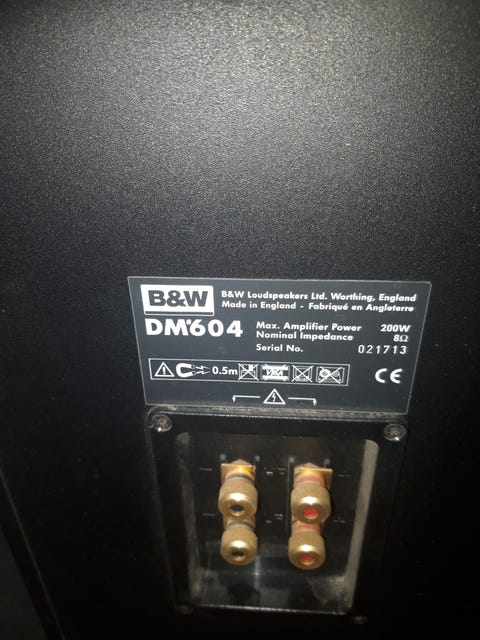 B&W
B&W Loudspeakers Ltd. Worthing, England
Made in England - Fabriqué en Angleterre
DM604
Max. Amplifier Power 200W
Nominal Impedance 8Ω
Serial No. 021713
0.5m
CE